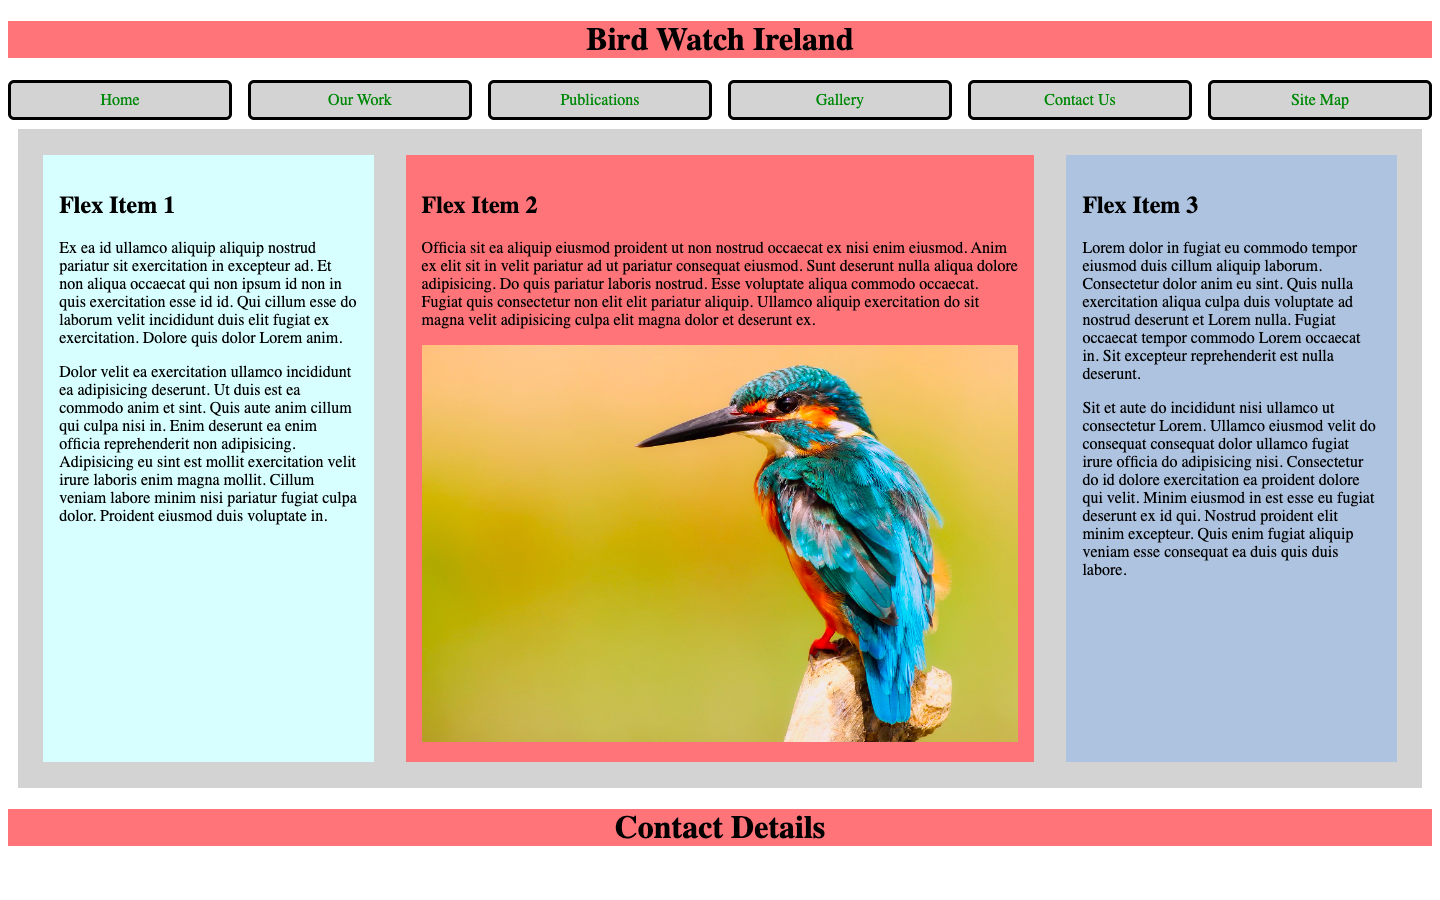 Bird Watch Ireland
Home
Our Work
Publications
Gallery
Contact Us
Site Map
Flex Item 1
Ex ea id ullamco aliquip aliquip nostrud
pariatur sit exercitation in excepteur ad. Et
non aliqua occaecat qui non ipsum id non in
quis exercitation esse id id. Qui cillum esse do
laborum velit incididunt duis elit fugiat ex
exercitation. Dolore quis dolor Lorem anim.
Dolor velit ea exercitation ullamco incididunt
ea adipisicing deserunt. Ut duis est ea
commodo anim et sint. Quis aute anim cillum
qui culpa nisi in. Enim deserunt ea enim
officia reprehenderit non adipisicing.
Adipisicing eu sint est mollit exercitation velit
irure laboris enim magna mollit. Cillum
veniam labore minim nisi pariatur fugiat culpa
dolor. Proident eiusmod duis voluptate in.
Flex Item 2
Officia sit ea aliquip eiusmod proident ut non nostrud occaecat ex nisi enim eiusmod. Anim
ex elit sit in velit pariatur ad ut pariatur consequat eiusmod. Sunt deserunt nulla aliqua dolore
adipisicing. Do quis pariatur laboris nostrud. Esse voluptate aliqua commodo occaecat.
Fugiat quis consectetur non elit elit pariatur aliquip. Ullamco aliquip exercitation do sit
magna velit adipisicing culpa elit magna dolor et deserunt ex.
Flex Item 3
Lorem dolor in fugiat eu commodo tempor
eiusmod duis cillum aliquip laborum.
Consectetur dolor anim eu sint. Quis nulla
exercitation aliqua culpa duis voluptate ad
nostrud deserunt et Lorem nulla. Fugiat
occaecat tempor commodo Lorem occaecat
in. Sit excepteur reprehenderit est nulla
deserunt.
Sit et aute do incididunt nisi ullamco ut
consectetur Lorem. Ullamco eiusmod velit do
consequat consequat dolor ullamco fugiat
irure officia do adipisicing nisi. Consectetur
do id dolore exercitation ea proident dolore
qui velit. Minim eiusmod in est esse eu fugiat
deserunt ex id qui. Nostrud proident elit
minim excepteur. Quis enim fugiat aliquip
veniam esse consequat ea duis quis duis
labore.
Contact Details